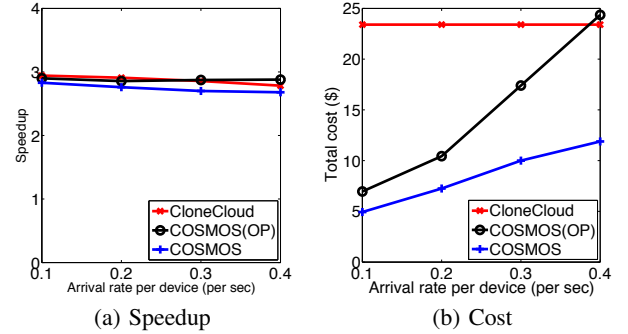 4
3
2
1
0
Speedup
CloneCloud
COSMOS(OP)
COSMOS
0.1 0.2 0.3 0.4
Arrival rate per device (per sec)
(a) Speedup
25
20
15
10
5
0
Total cost ($)
CloneCloud
COSMOS(OP)
COSMOS
0.1 0.2 0.3 0.4
Arrival rate per device (per sec)
(b) Cost